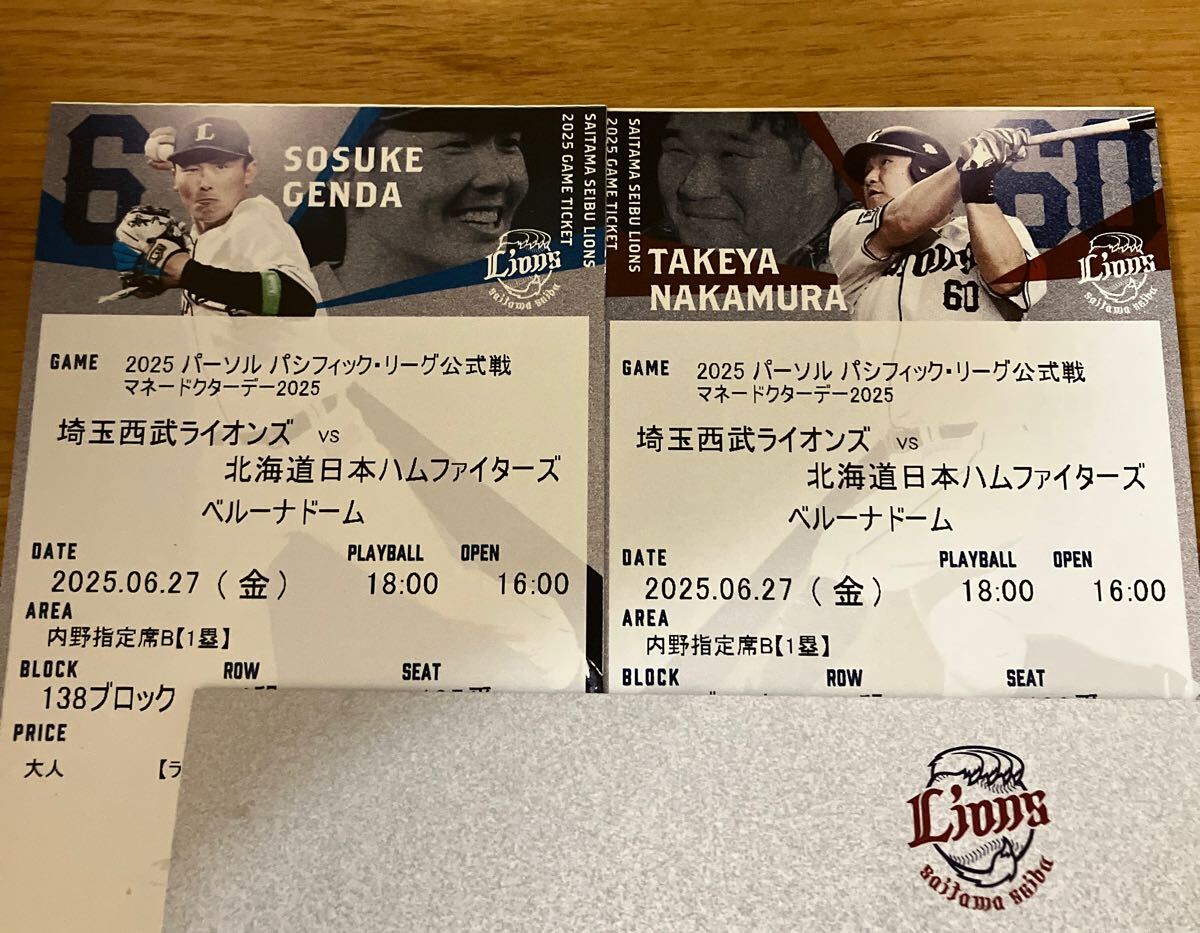 6
SOSUKE
GENDA
SAITAMA SEIBU LIONS
2025 GAME TICKET
Lions
saitama seibu
GAME 2025 パーソル パシフィック・リーグ公式戦
マネードクターデー2025
埼玉西武ライオンズ VS
北海道日本ハムファイターズ
ベルーナドーム
DATE PLAYBALL OPEN
2025.06.27 (金) 18:00 16:00
AREA
内野指定席B【1塁】
BLOCK ROW SEAT
138ブロック
PRICE
大人 【ラ
SAITAMA SEIBU LIONS
2025 GAME TICKET
TAKEYA
NAKAMURA
60
60
Lions
saitama seibu
GAME 2025 パーソル パシフィック・リーグ公式戦
マネードクターデー2025
埼玉西武ライオンズ VS
北海道日本ハムファイターズ
ベルーナドーム
DATE PLAYBALL OPEN
2025.06.27 (金) 18:00 16:00
AREA
内野指定席B【1塁】
BLOCK ROW SEAT
Lions
saitama seibu